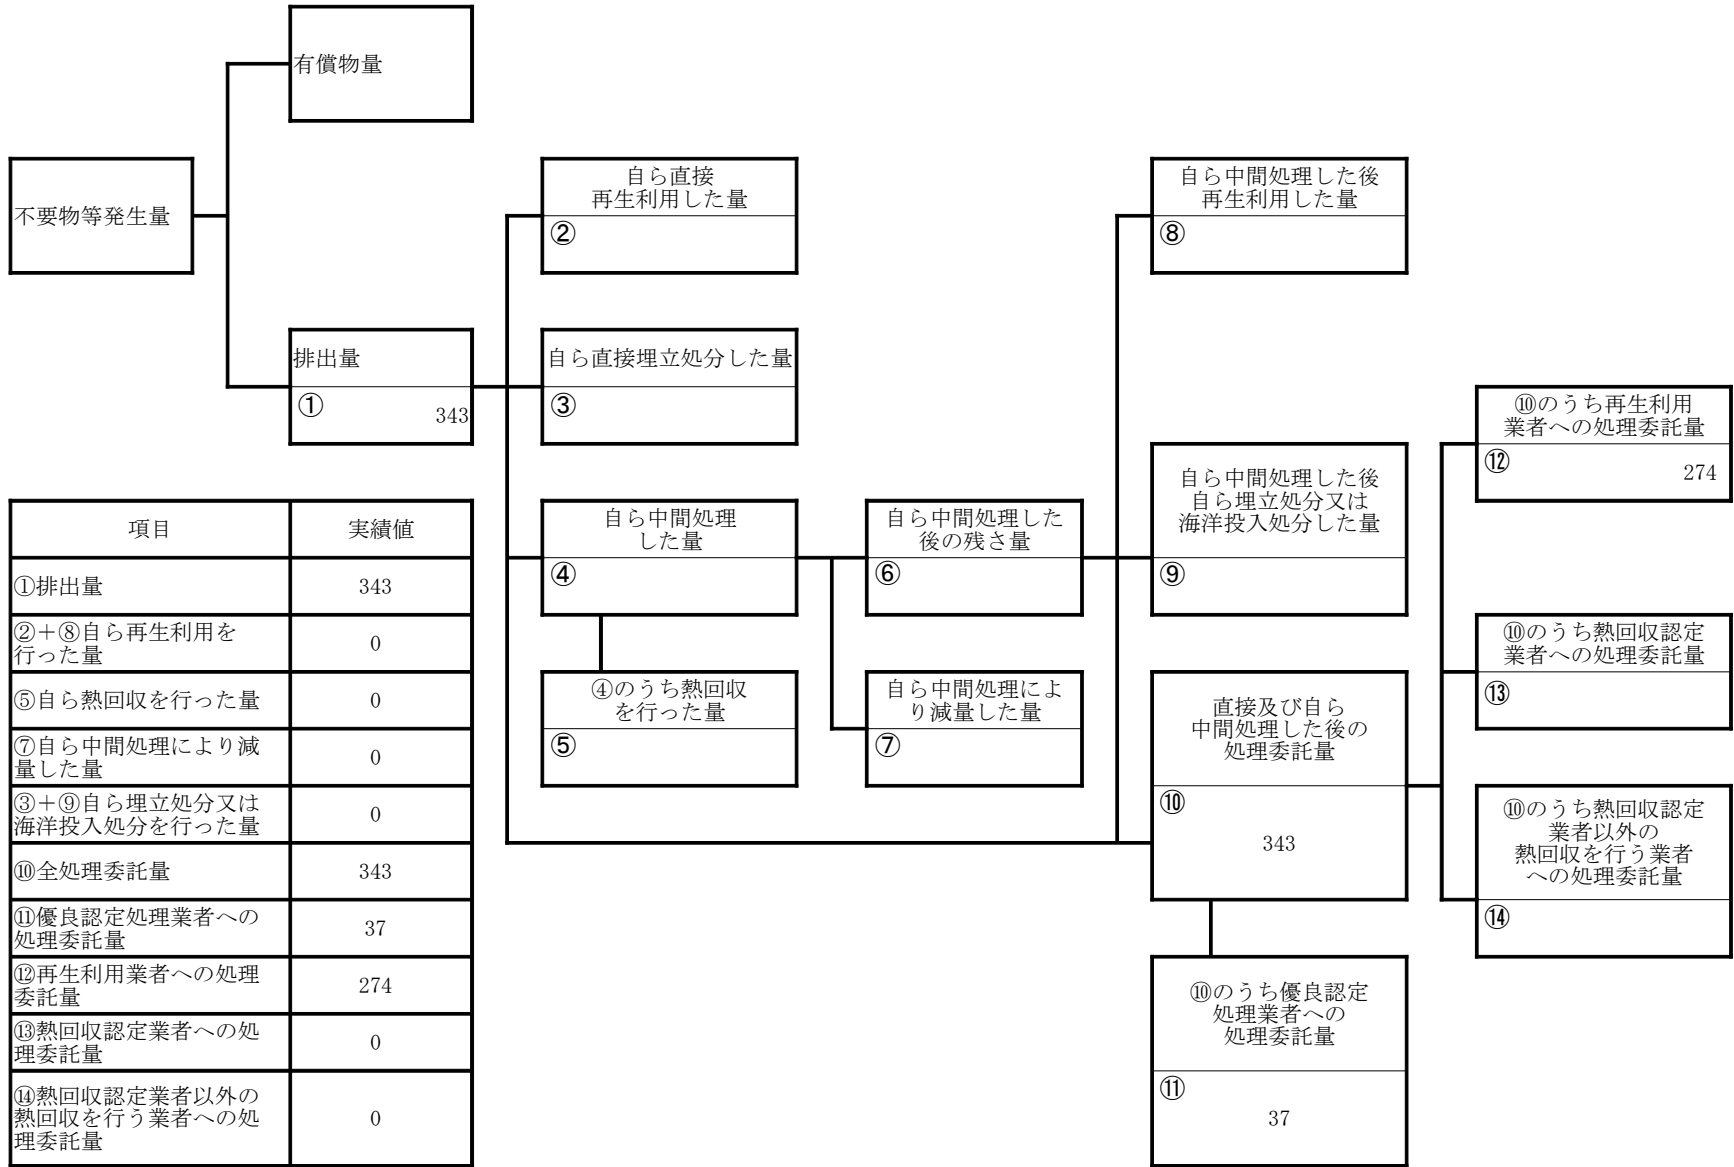 有償物量
不要物等発生量
排出量
①
343
自ら直接
再生利用した量
②
自ら直接埋立処分した量
③
自ら中間処理
した量
④
④のうち熱回収
を行った量
⑤
自ら中間処理した
後の残さ量
⑥
自ら中間処理によ
り減量した量
⑦
自ら中間処理した後
再生利用した量
⑧
自ら中間処理した後
自ら埋立処分又は
海洋投入処分した量
⑨
直接及び自ら
中間処理した後の
処理委託量
⑩
343
⑩のうち優良認定
処理業者への
処理委託量
⑪
37
⑩のうち再生利用
業者への処理委託量
⑫
274
⑩のうち熱回収認定
業者への処理委託量
⑬
⑩のうち熱回収認定
業者以外の
熱回収を行う業者
への処理委託量
⑭
項目 実績値
①排出量 343
②+⑧自ら再生利用を
行った量 0
⑤自ら熱回収を行った量 0
⑦自ら中間処理により減
量した量 0
③+⑨自ら埋立処分又は
海洋投入処分を行った量 0
⑩全処理委託量 343
⑪優良認定処理業者への
処理委託量 37
⑫再生利用業者への処理
委託量 274
⑬熱回収認定業者への処
理委託量 0
⑭熱回収認定業者以外の
熱回収を行う業者への処
理委託量 0